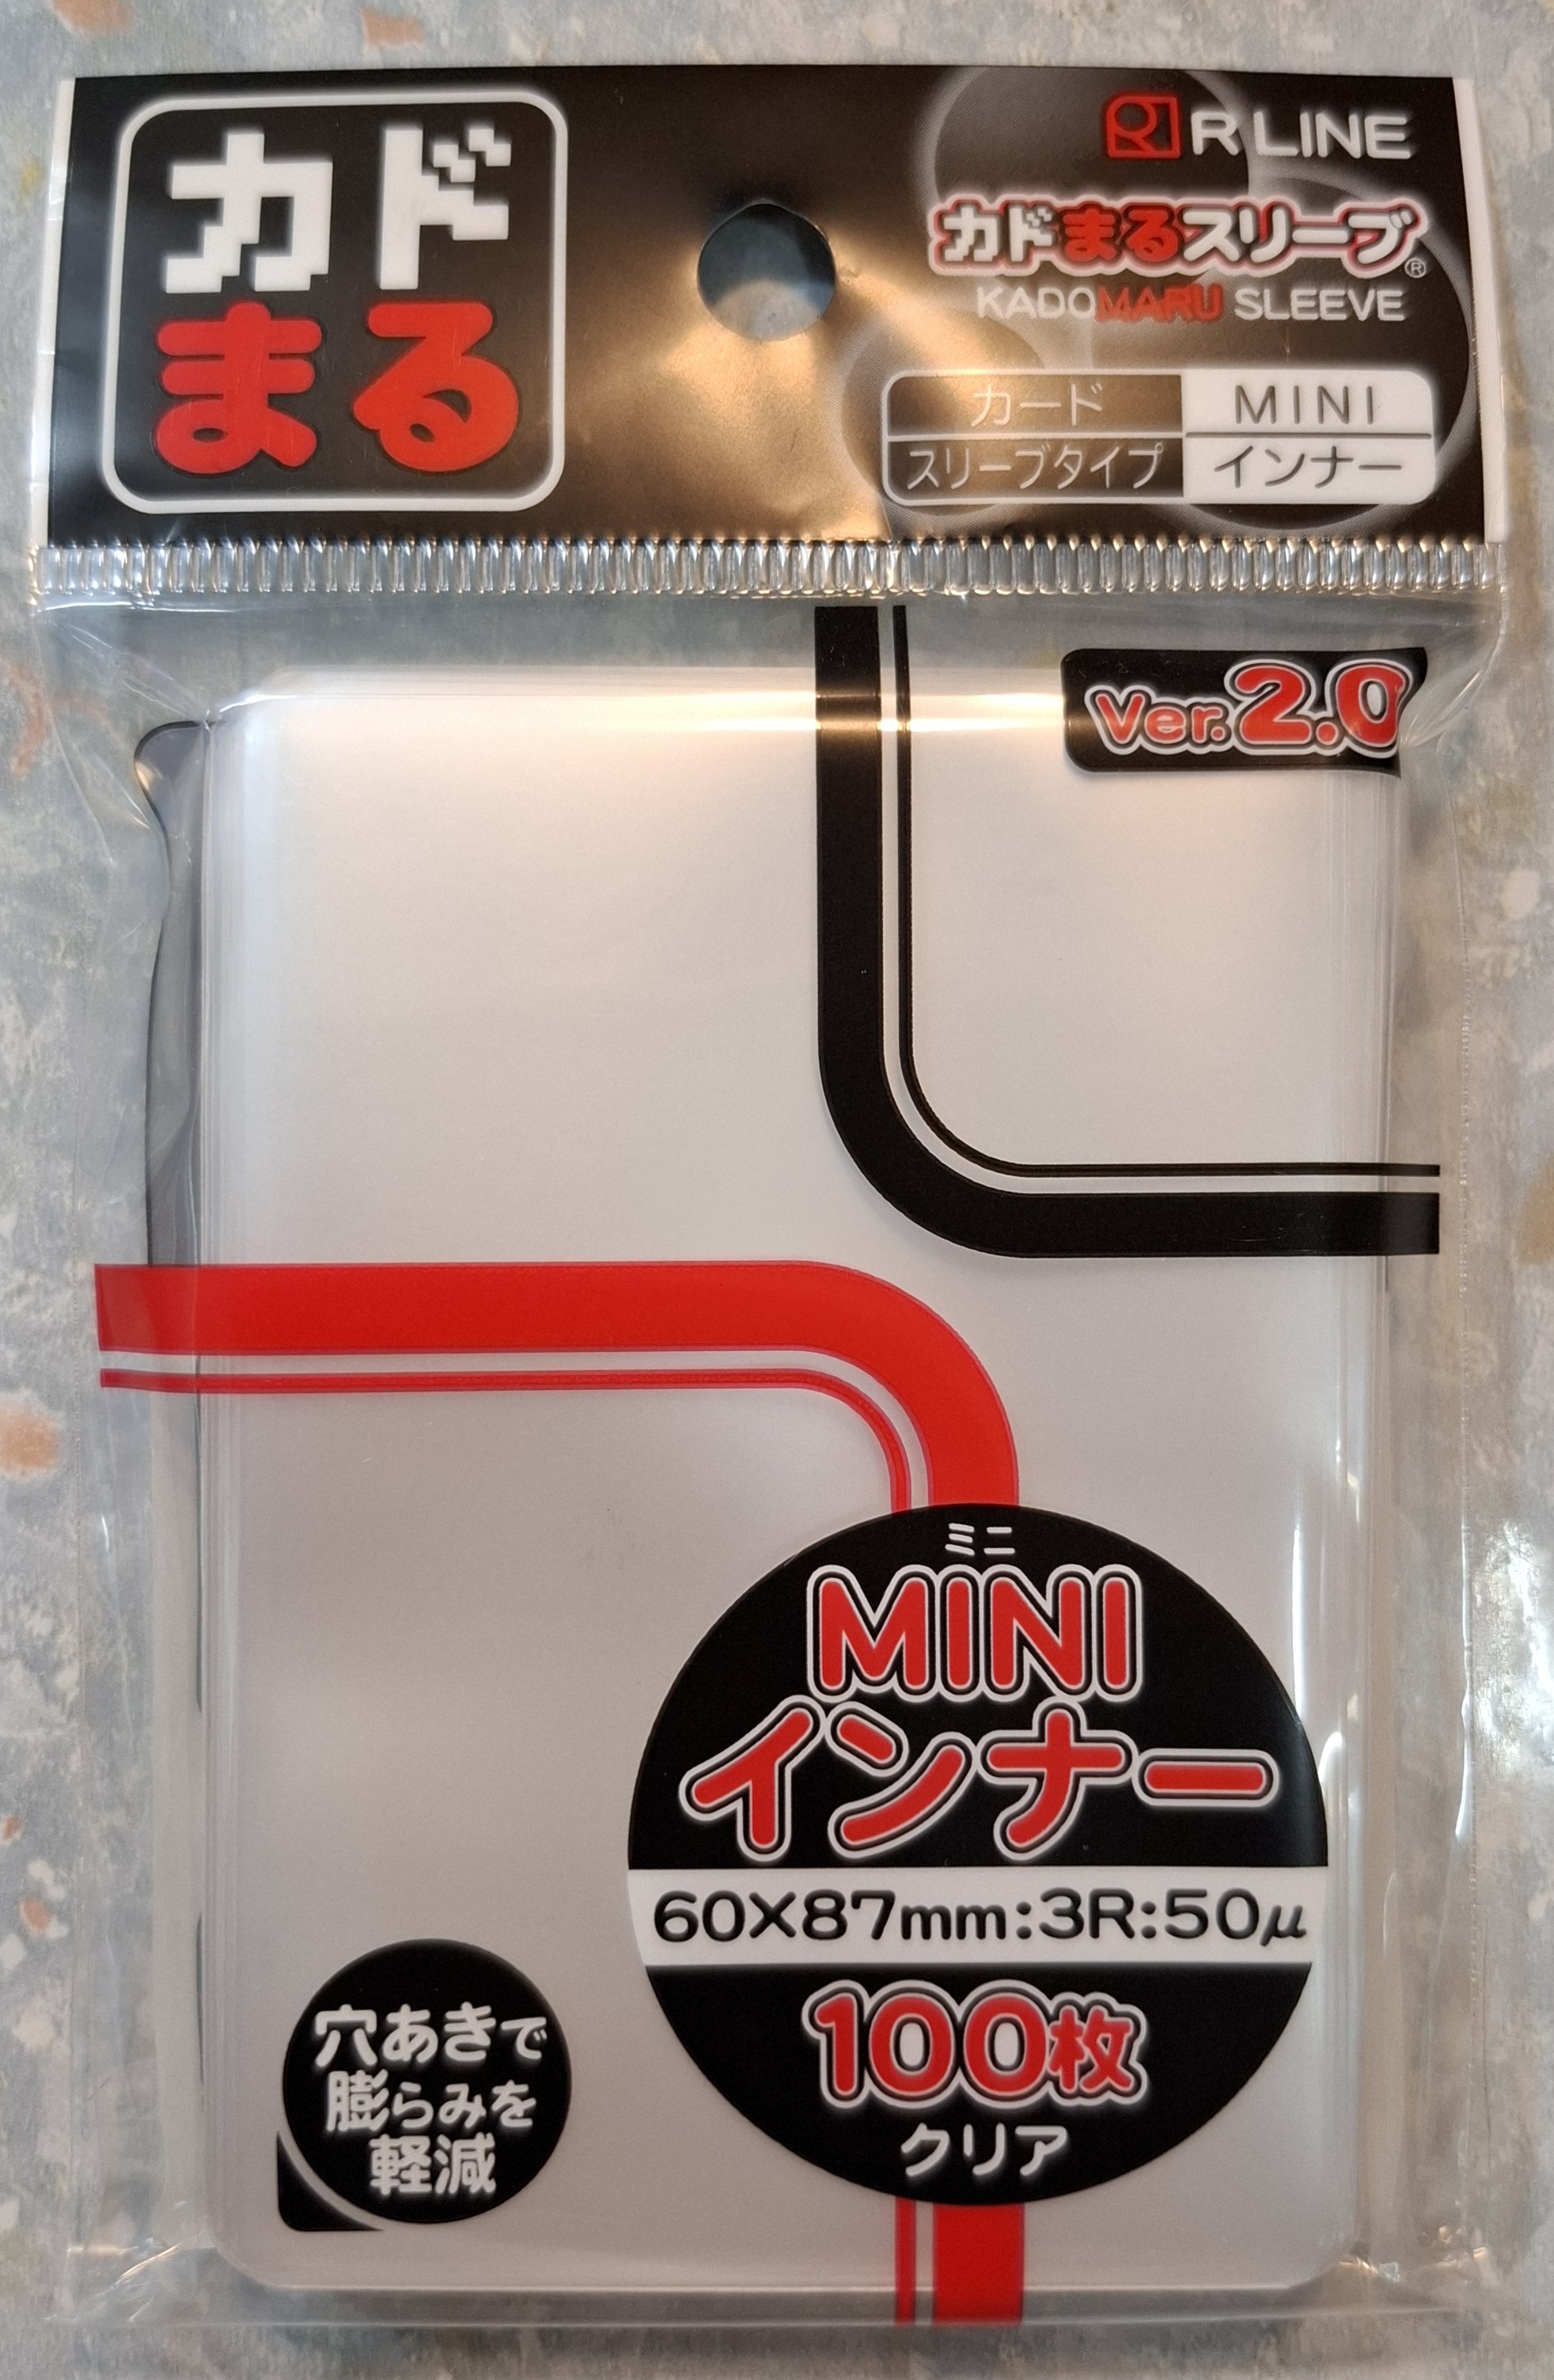 カド
まる
R LINE
カドまるスリーブ®
KADOMARU SLEEVE
カード MINI
スリーブタイプ インナー
Ver.2.0
ミニ
MINI
インナー
60×87mm:3R:50μ
100枚
クリア
穴あきで
膨らみを
軽減